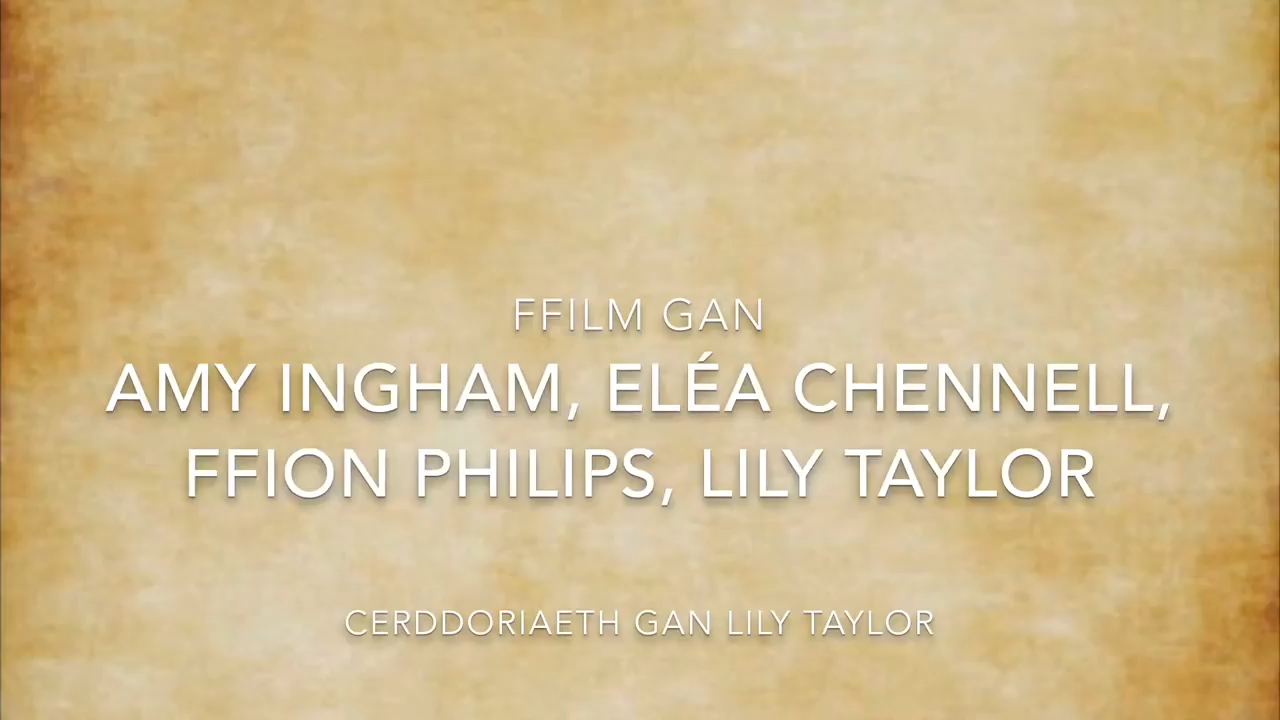 FFILM GAN
AMY INGHAM, ELÉA CHENNELL,
FFION PHILIPS, LILY TAYLOR
CERDDORIAETH GAN LILY TAYLOR